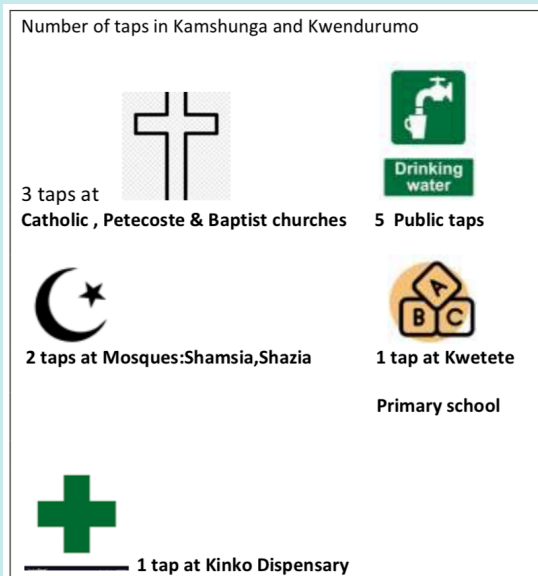 Number of taps in Kamshunga and Kwendurumo
Drinking
water
3 taps at
Catholic , Petecoste & Baptist churches
5 Public taps
A
B C
2 taps at Mosques:Shamsia,Shazia
1 tap at Kwetete
Primary school
1 tap at Kinko Dispensary